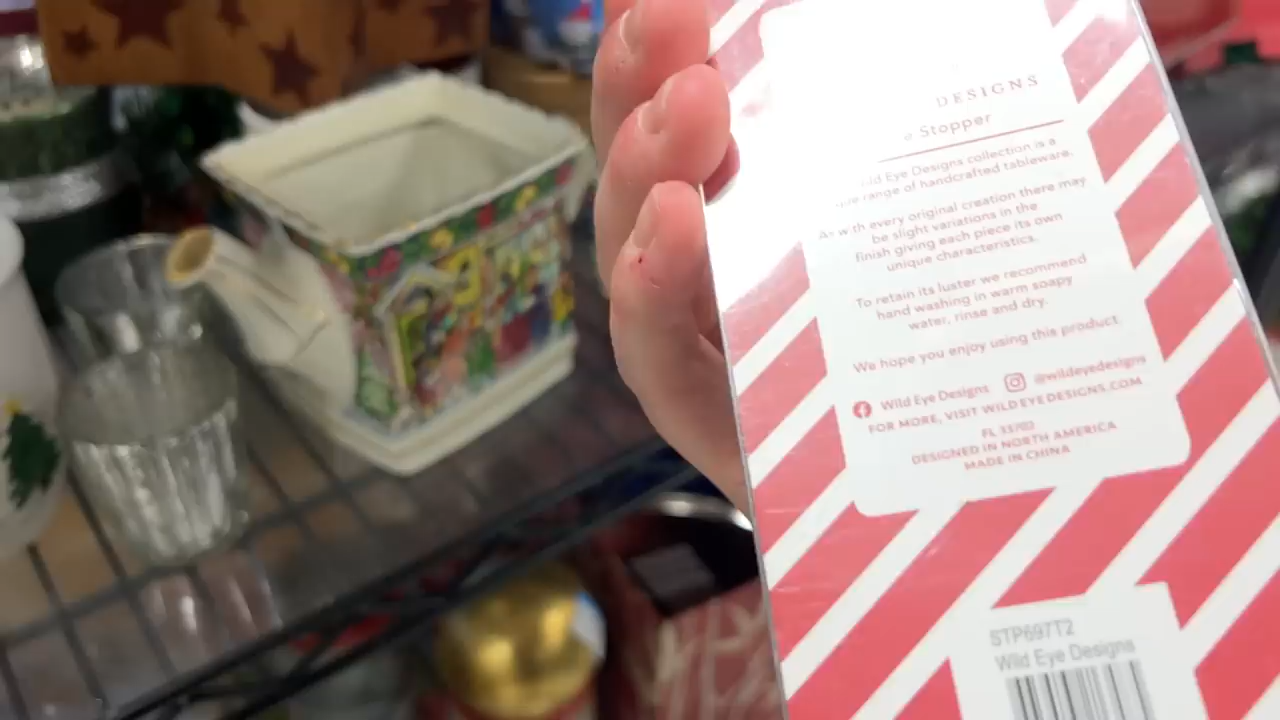 DESIGNS
e Stopper
ild Eye Designs collection is a
que range of handcrafted tableware.
As with every original creation there may
be slight variations in the
finish giving each piece its own
unique characteristics.
To retain its luster we recommend
hand washing in warm soapy
water, rinse and dry.
We hope you enjoy using this product.
Wild Eye Designs @wildeyedesigns
FOR MORE, VISIT WILDEYEDESIGNS.COM
FL 33702
DESIGNED IN NORTH AMERICA
MADE IN CHINA
STP697T2
Wild Eye Designs